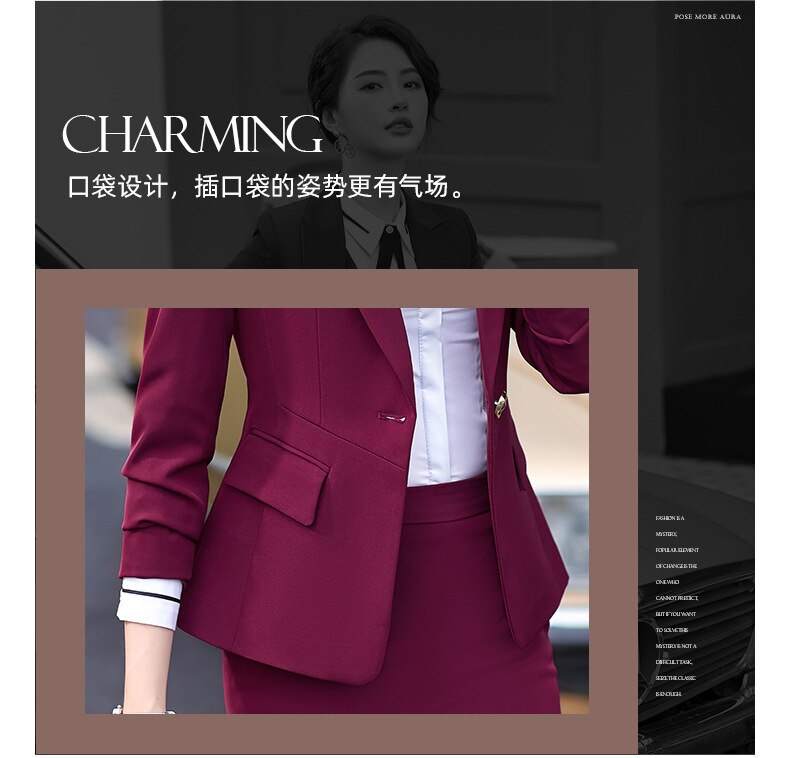 POSE MORE AURA
CHARMING
口袋设计，插口袋的姿势更有气场。
FASHION IS A
MYSTERY,
POPULAR ELEMENT
OF CHANGE IS THE
ONE WHO
CANNOT PREDICT,
BUT IF YOU WANT
TO SOLVE THIS
MYSTERY IS NOT A
DIFFICULT TASK,
SEIZE THE CLASSIC
IS ENOUGH.